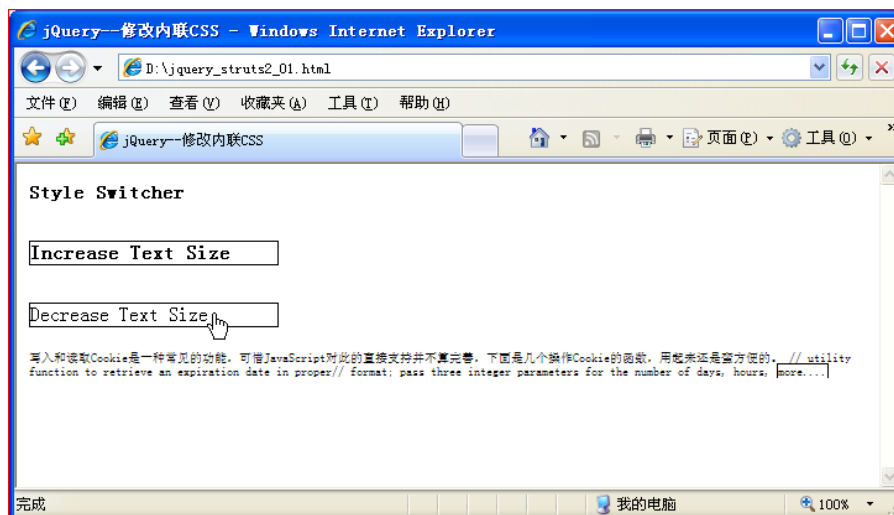 jQuery--修改内联CSS - Windows Internet Explorer
D:\jquery_struts2_01.html
文件(F) 编辑(E) 查看(V) 收藏夹(A) 工具(T) 帮助(H)
jQuery--修改内联CSS 页面(P) 工具(O) »
Style Switcher
Increase Text Size
Decrease Text Size
写入和读取Cookie是一种常见的功能，可惜JavaScript对此的直接支持并不算完善，下面是几个操作Cookie的函数，用起来还是蛮方便的。 // utility
function to retrieve an expiration date in proper// format; pass three integer parameters for the number of days, hours, more....
完成 我的电脑 100%